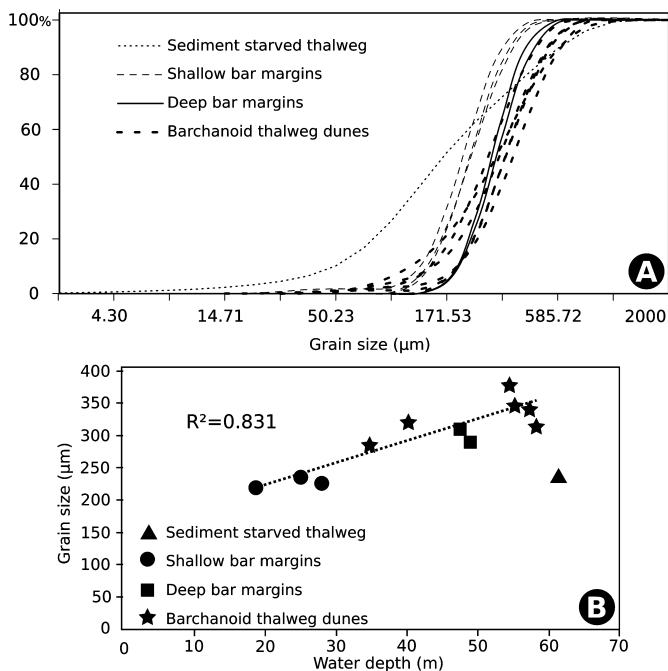 100%
80
60
40
20
0
Sediment starved thalweg
Shallow bar margins
Deep bar margins
Barchanoid thalweg dunes
A
4.30 14.71 50.23 171.53 585.72 2000
Grain size (µm)
400
350
300
250
200
150
100
50
0
Grain size (µm)
R²=0.831
Sediment starved thalweg
Shallow bar margins
Deep bar margins
Barchanoid thalweg dunes
B
0 10 20 30 40 50 60 70
Water depth (m)